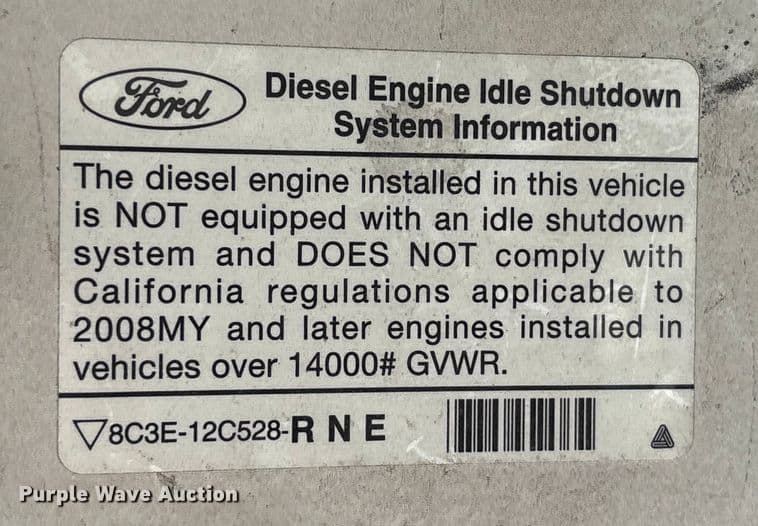 Ford
Diesel Engine Idle Shutdown
System Information
The diesel engine installed in this vehicle
is NOT equipped with an idle shutdown
system and DOES NOT comply with
California regulations applicable to
2008MY and later engines installed in
vehicles over 14000# GVWR.
▽8C3E-12C528-R N E
Purple Wave Auction